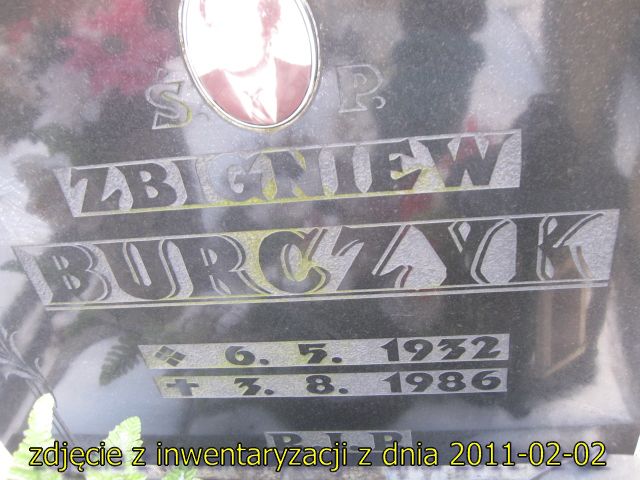 Ś. P.
ZBIGNIEW
BURCZYK
6. 5. 1932
3. 8. 1986
P.I.P.
zdjęcie z inwentaryzacji z dnia 2011-02-02